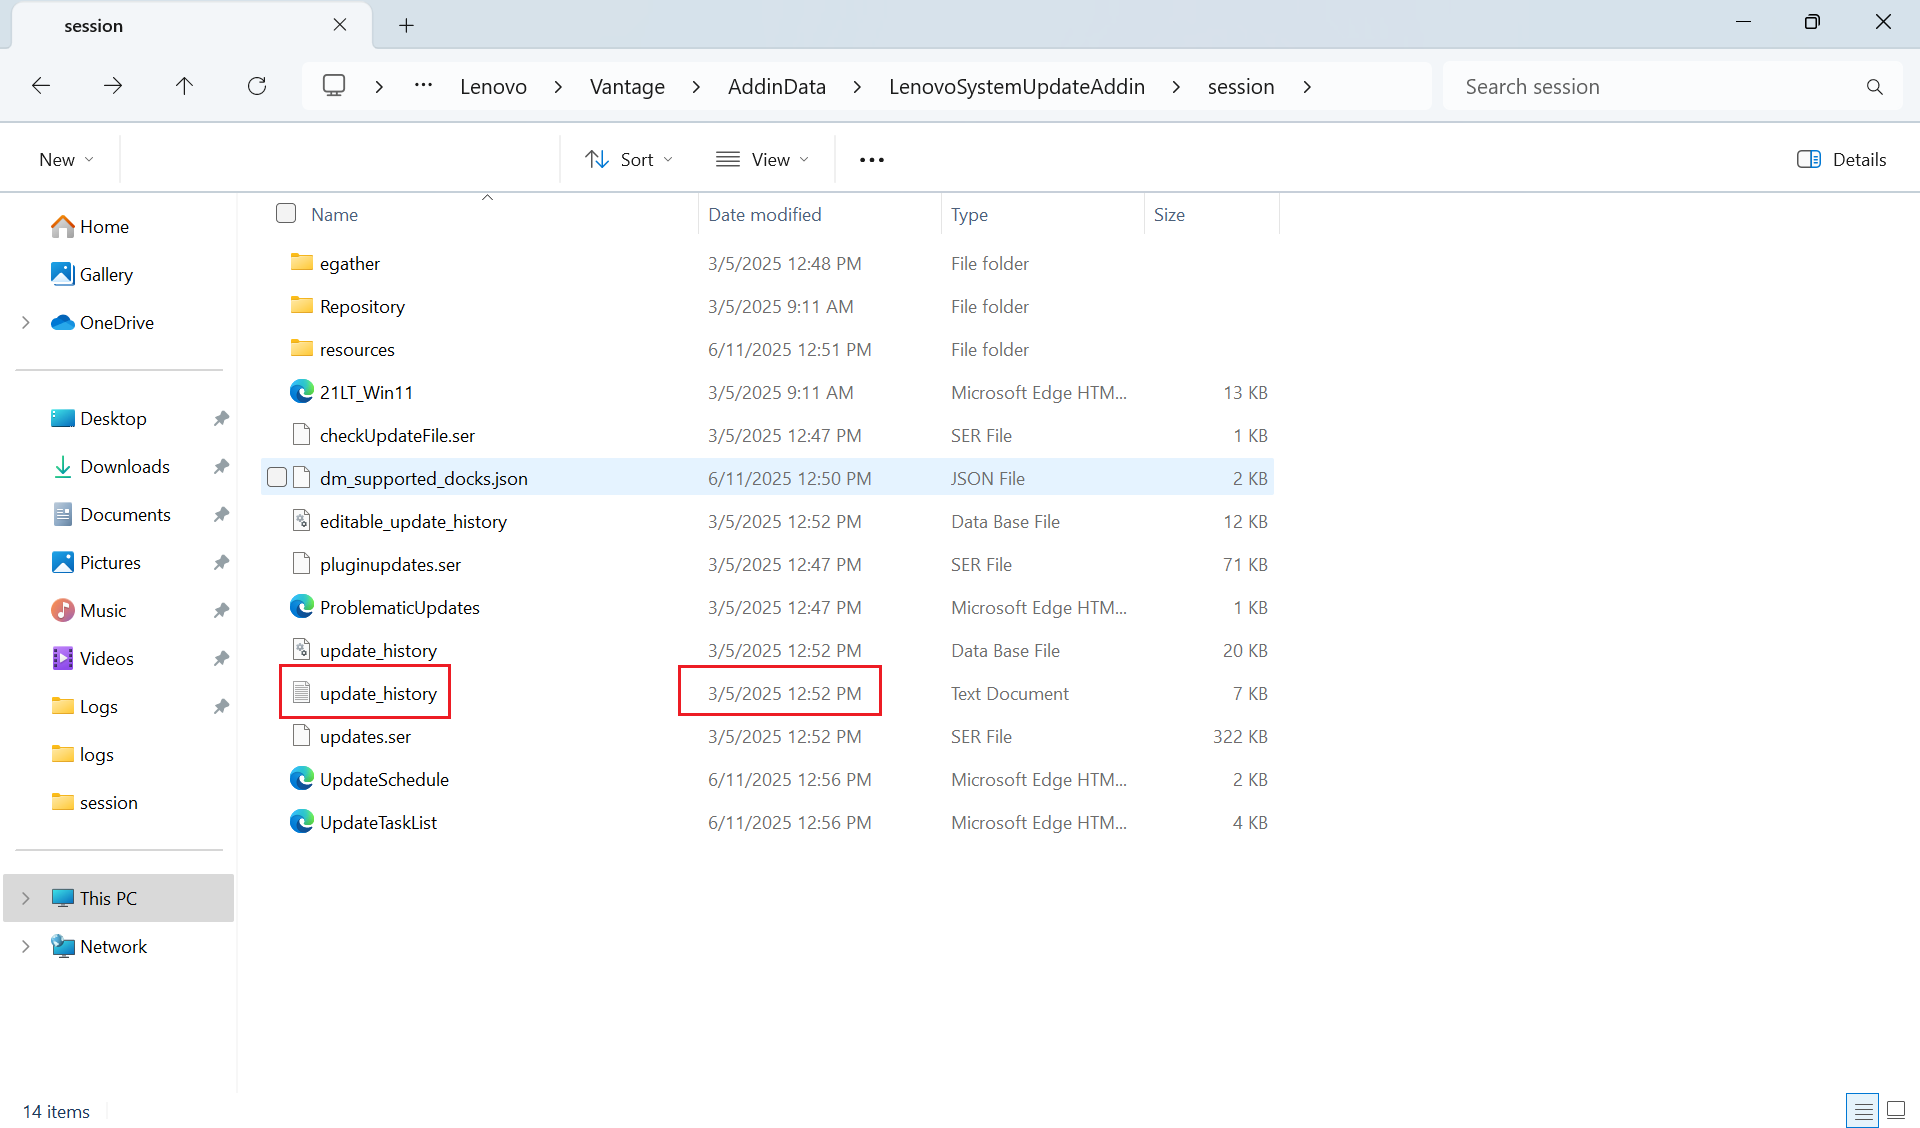 session
Lenovo > Vantage > AddinData > LenovoSystemUpdateAddin > session >
Search session
New
Sort
View
Details
Name Date modified Type Size
Home
Gallery
OneDrive
Desktop
Downloads
Documents
Pictures
Music
Videos
Logs
logs
session
This PC
Network
egather 3/5/2025 12:48 PM File folder
Repository 3/5/2025 9:11 AM File folder
resources 6/11/2025 12:51 PM File folder
21LT_Win11 3/5/2025 9:11 AM Microsoft Edge HTM... 13 KB
checkUpdateFile.ser 3/5/2025 12:47 PM SER File 1 KB
dm_supported_docks.json 6/11/2025 12:50 PM JSON File 2 KB
editable_update_history 3/5/2025 12:52 PM Data Base File 12 KB
pluginupdates.ser 3/5/2025 12:47 PM SER File 71 KB
ProblematicUpdates 3/5/2025 12:47 PM Microsoft Edge HTM... 1 KB
update_history 3/5/2025 12:52 PM Data Base File 20 KB
update_history 3/5/2025 12:52 PM Text Document 7 KB
updates.ser 3/5/2025 12:52 PM SER File 322 KB
UpdateSchedule 6/11/2025 12:56 PM Microsoft Edge HTM... 2 KB
UpdateTaskList 6/11/2025 12:56 PM Microsoft Edge HTM... 4 KB
14 items